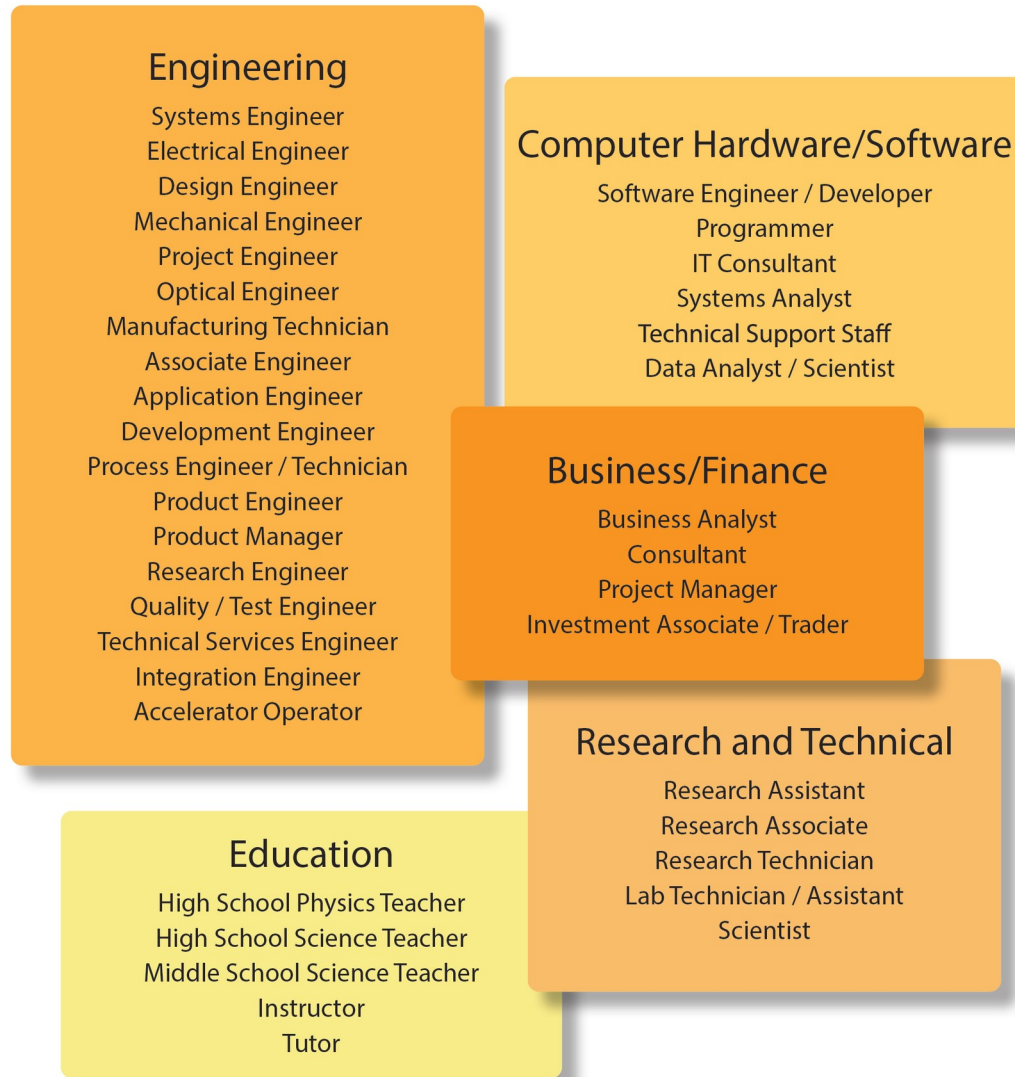 Engineering
Systems Engineer
Electrical Engineer
Design Engineer
Mechanical Engineer
Project Engineer
Optical Engineer
Manufacturing Technician
Associate Engineer
Application Engineer
Development Engineer
Process Engineer / Technician
Product Engineer
Product Manager
Research Engineer
Quality / Test Engineer
Technical Services Engineer
Integration Engineer
Accelerator Operator
Computer Hardware/Software
Software Engineer / Developer
Programmer
IT Consultant
Systems Analyst
Technical Support Staff
Data Analyst / Scientist
Business/Finance
Business Analyst
Consultant
Project Manager
Investment Associate / Trader
Research and Technical
Research Assistant
Research Associate
Research Technician
Lab Technician / Assistant
Scientist
Education
High School Physics Teacher
High School Science Teacher
Middle School Science Teacher
Instructor
Tutor